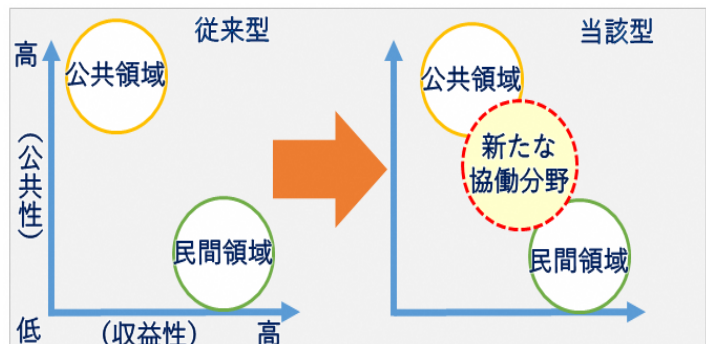 従来型
当該型
高
公共領域
(公共性)
民間領域
低
(収益性)
高
公共領域
新たな
協働分野
民間領域